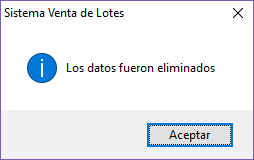 Sistema Venta de Lotes
Los datos fueron eliminados
Aceptar